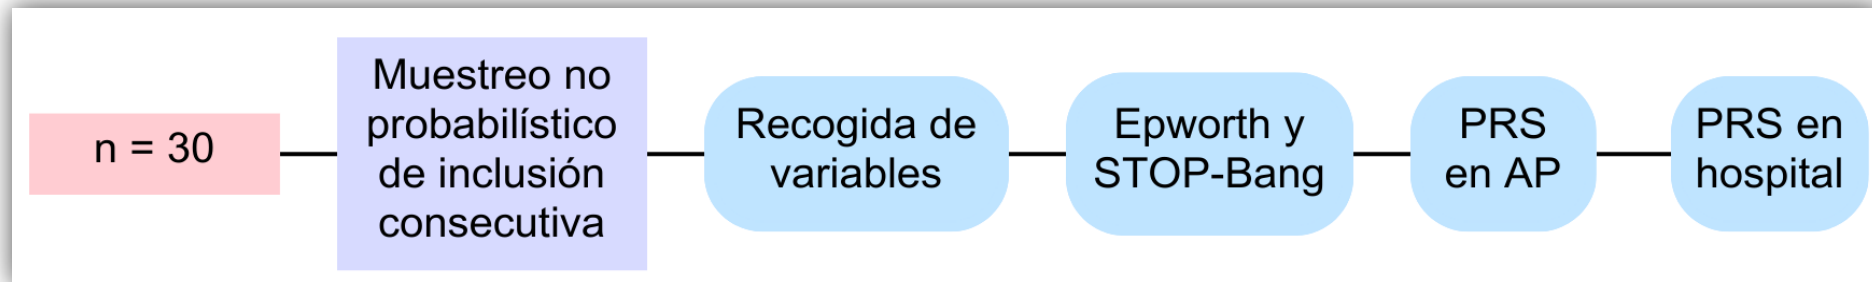 n = 30
Muestreo no
probabilístico
de inclusión
consecutiva
Recogida de
variables
Epworth y
STOP-Bang
PRS
en AP
PRS en
hospital